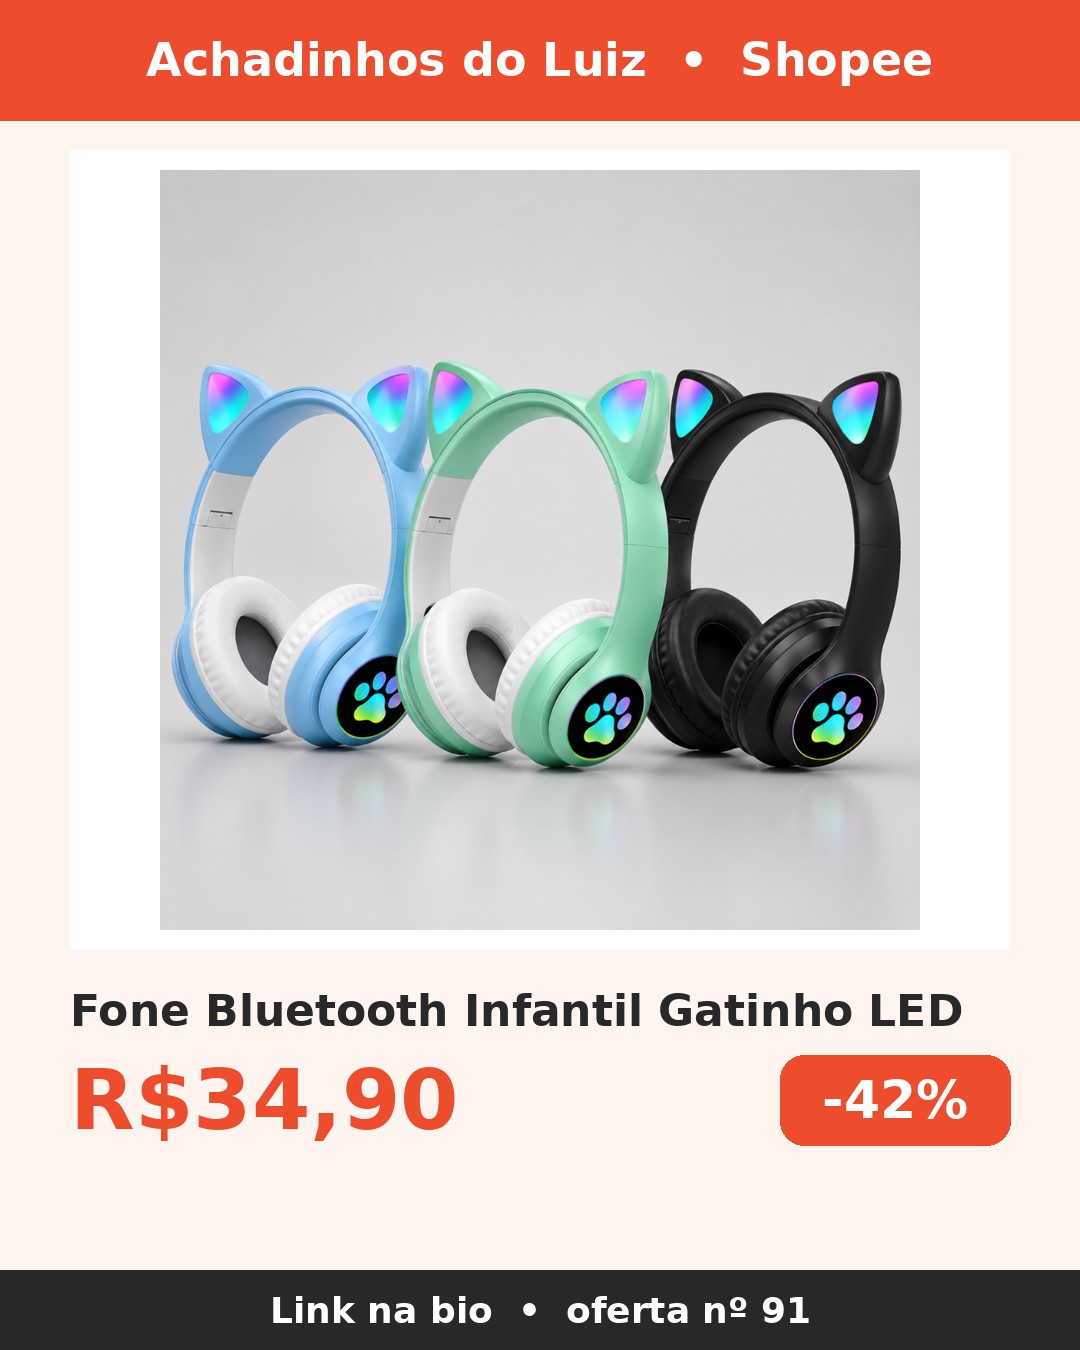 Achadinhos do Luiz • Shopee
Fone Bluetooth Infantil Gatinho LED
R$34,90
-42%
Link na bio • oferta nº 91